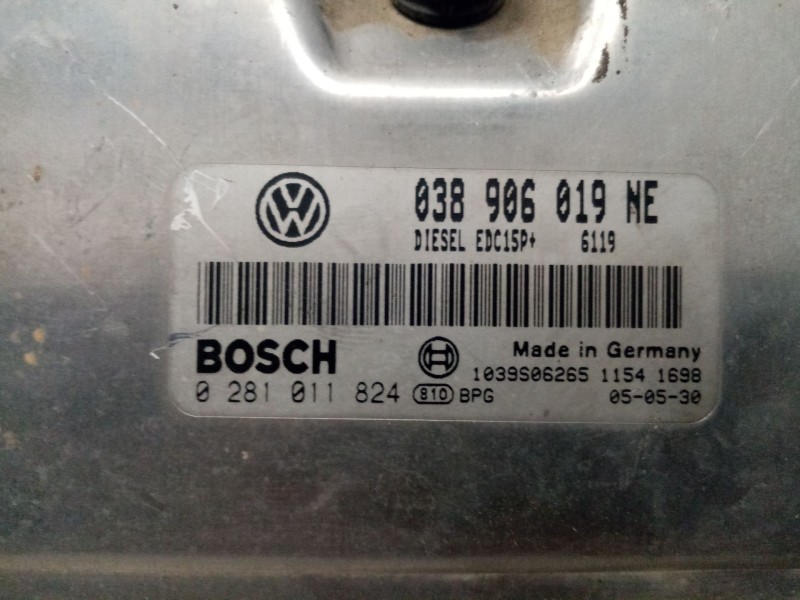 038 906 019 NE
DIESEL EDC15P+ 6119
BOSCH
Made in Germany
1039S06265 1154 1698
0 281 011 824 810 BPG 05-05-30